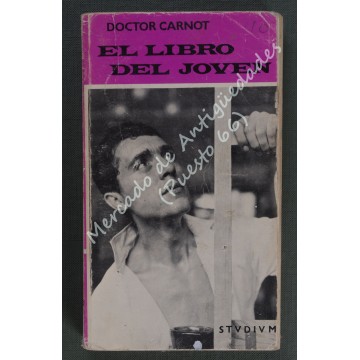 DOCTOR CARNOT
EL LIBRO
DEL JOVEN
Mercado de Antigüedades
(Puesto 66)
STVDIVM